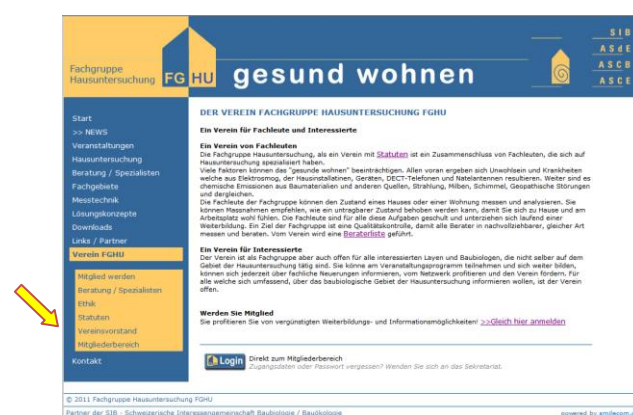 Fachgruppe
Hausuntersuchung
FG HU
gesund wohnen
SIB
ASdE
ASCB
ASCE
Start
>> NEWS
Veranstaltungen
Hausuntersuchung
Beratung / Spezialisten
Fachgebiete
Messtechnik
Lösungskonzepte
Downloads
Links / Partner
Verein FGHU
Mitglied werden
Beratung / Spezialisten
Ethik
Statuten
Vereinsvorstand
Mitgliederbereich
Kontakt
DER VEREIN FACHGRUPPE HAUSUNTERSUCHUNG FGHU
Ein Verein für Fachleute und Interessierte
Ein Verein von Fachleuten
Die Fachgruppe Hausuntersuchung, als ein Verein mit Statuten ist ein Zusammenschluss von Fachleuten, die sich auf
Hausuntersuchung spezialisiert haben.
Viele Faktoren können das "gesunde wohnen" beeinträchtigen. Allen voran ergeben sich Unwohlsein und Krankheiten
welche aus Elektrosmog, der Hausinstallatinen, Geräten, DECT-Telefonen und Natelantennen resultieren. Weiter sind es
chemische Emissionen aus Baumaterialien und anderen Quellen, Strahlung, Milben, Schimmel, Geopathische Störungen
und dergleichen.
Die Fachleute der Fachgruppe können den Zustand eines Hauses oder einer Wohnung messen und analysieren. Sie
können Massnahmen empfehlen, wie ein untragbarer Zustand behoben werden kann, damit Sie sich zu Hause und am
Arbeitsplatz wohl fühlen. Die Fachleute sind für alle diese Aufgaben geschult und unterziehen sich laufend einer
Weiterbildung. Ein Ziel der Fachgruppe ist eine Qualitätskontrolle, damit alle Berater in nachvollziehbarer, gleicher Art
messen und beraten. Vom Verein wird eine Beraterliste geführt.
Ein Verein für Interessierte
Der Verein ist als Fachgruppe aber auch offen für alle interessierten Layen und Baubiologen, die nicht selber auf dem
Gebiet der Hausuntersuchung tätig sind. Sie könne am Veranstaltungsprogramm teilnehmen und sich weiter bilden,
können sich jederzeit über fachliche Neuerungen informieren, vom Netzwerk profitieren und den Verein fördern. Für
alle welche sich umfassend, über das baubiologische Gebiet der Hausuntersuchung informieren wollen, ist der Verein
offen.
Werden Sie Mitglied
Sie profitieren Sie von vergünstigten Weiterbildungs- und Informationsmöglichkeiten! >>Gleich hier anmelden
Login Direkt zum Mitgliederbereich
Zugangsdaten oder Passwort vergessen? Wenden Sie sich an das Sekretariat.
© 2011 Fachgruppe Hausuntersuchung FGHU
Partner der SIB - Schweizerische Interessengemeinschaft Baubiologie / Bauökologie
powered by